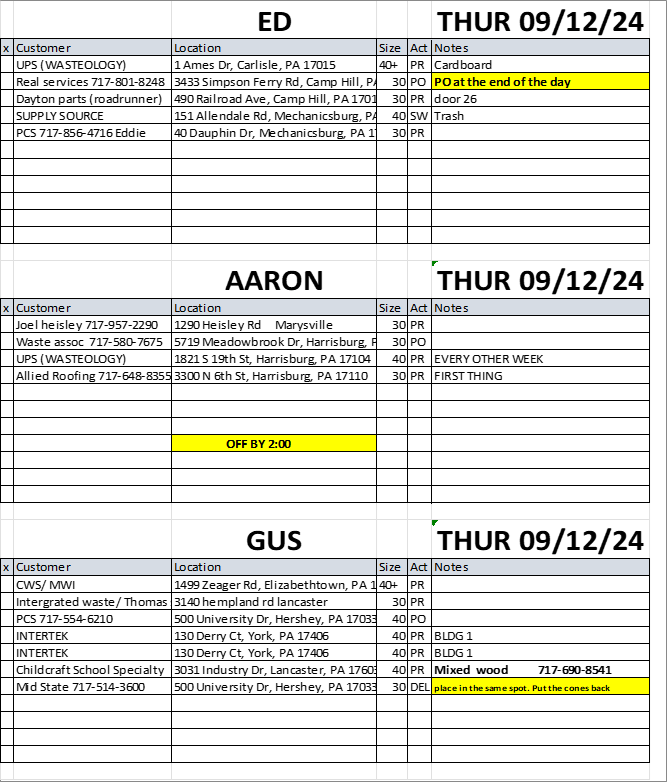 ED THUR 09/12/24
x Customer Location Size Act Notes
UPS (WASTEOLOGY) 1 Ames Dr, Carlisle, PA 17015 40+ PR Cardboard
Real services 717-801-8248 3433 Simpson Ferry Rd, Camp Hill, PA 30 PO PO at the end of the day
Dayton parts (roadrunner) 490 Railroad Ave, Camp Hill, PA 1701 30 PR door 26
SUPPLY SOURCE 151 Allendale Rd, Mechanicsburg, PA 40 SW Trash
PCS 717-856-4716 Eddie 40 Dauphin Dr, Mechanicsburg, PA 17 30 PR
AARON THUR 09/12/24
x Customer Location Size Act Notes
Joel heisley 717-957-2290 1290 Heisley Rd Marysville 30 PR
Waste assoc 717-580-7675 5719 Meadowbrook Dr, Harrisburg, P 30 PO
UPS (WASTEOLOGY) 1821 S 19th St, Harrisburg, PA 17104 40 PR EVERY OTHER WEEK
Allied Roofing 717-648-8355 3300 N 6th St, Harrisburg, PA 17110 30 PR FIRST THING
OFF BY 2:00
GUS THUR 09/12/24
x Customer Location Size Act Notes
CWS/ MWI 1499 Zeager Rd, Elizabethtown, PA 1 40+ PR
Intergrated waste/ Thomas 3140 hempland rd lancaster 30 PR
PCS 717-554-6210 500 University Dr, Hershey, PA 17033 40 PO
INTERTEK 130 Derry Ct, York, PA 17406 40 PR BLDG 1
INTERTEK 130 Derry Ct, York, PA 17406 40 PR BLDG 1
Childcraft School Specialty 3031 Industry Dr, Lancaster, PA 17603 40 PR Mixed wood 717-690-8541
Mid State 717-514-3600 500 University Dr, Hershey, PA 17033 30 DEL place in the same spot. Put the cones back